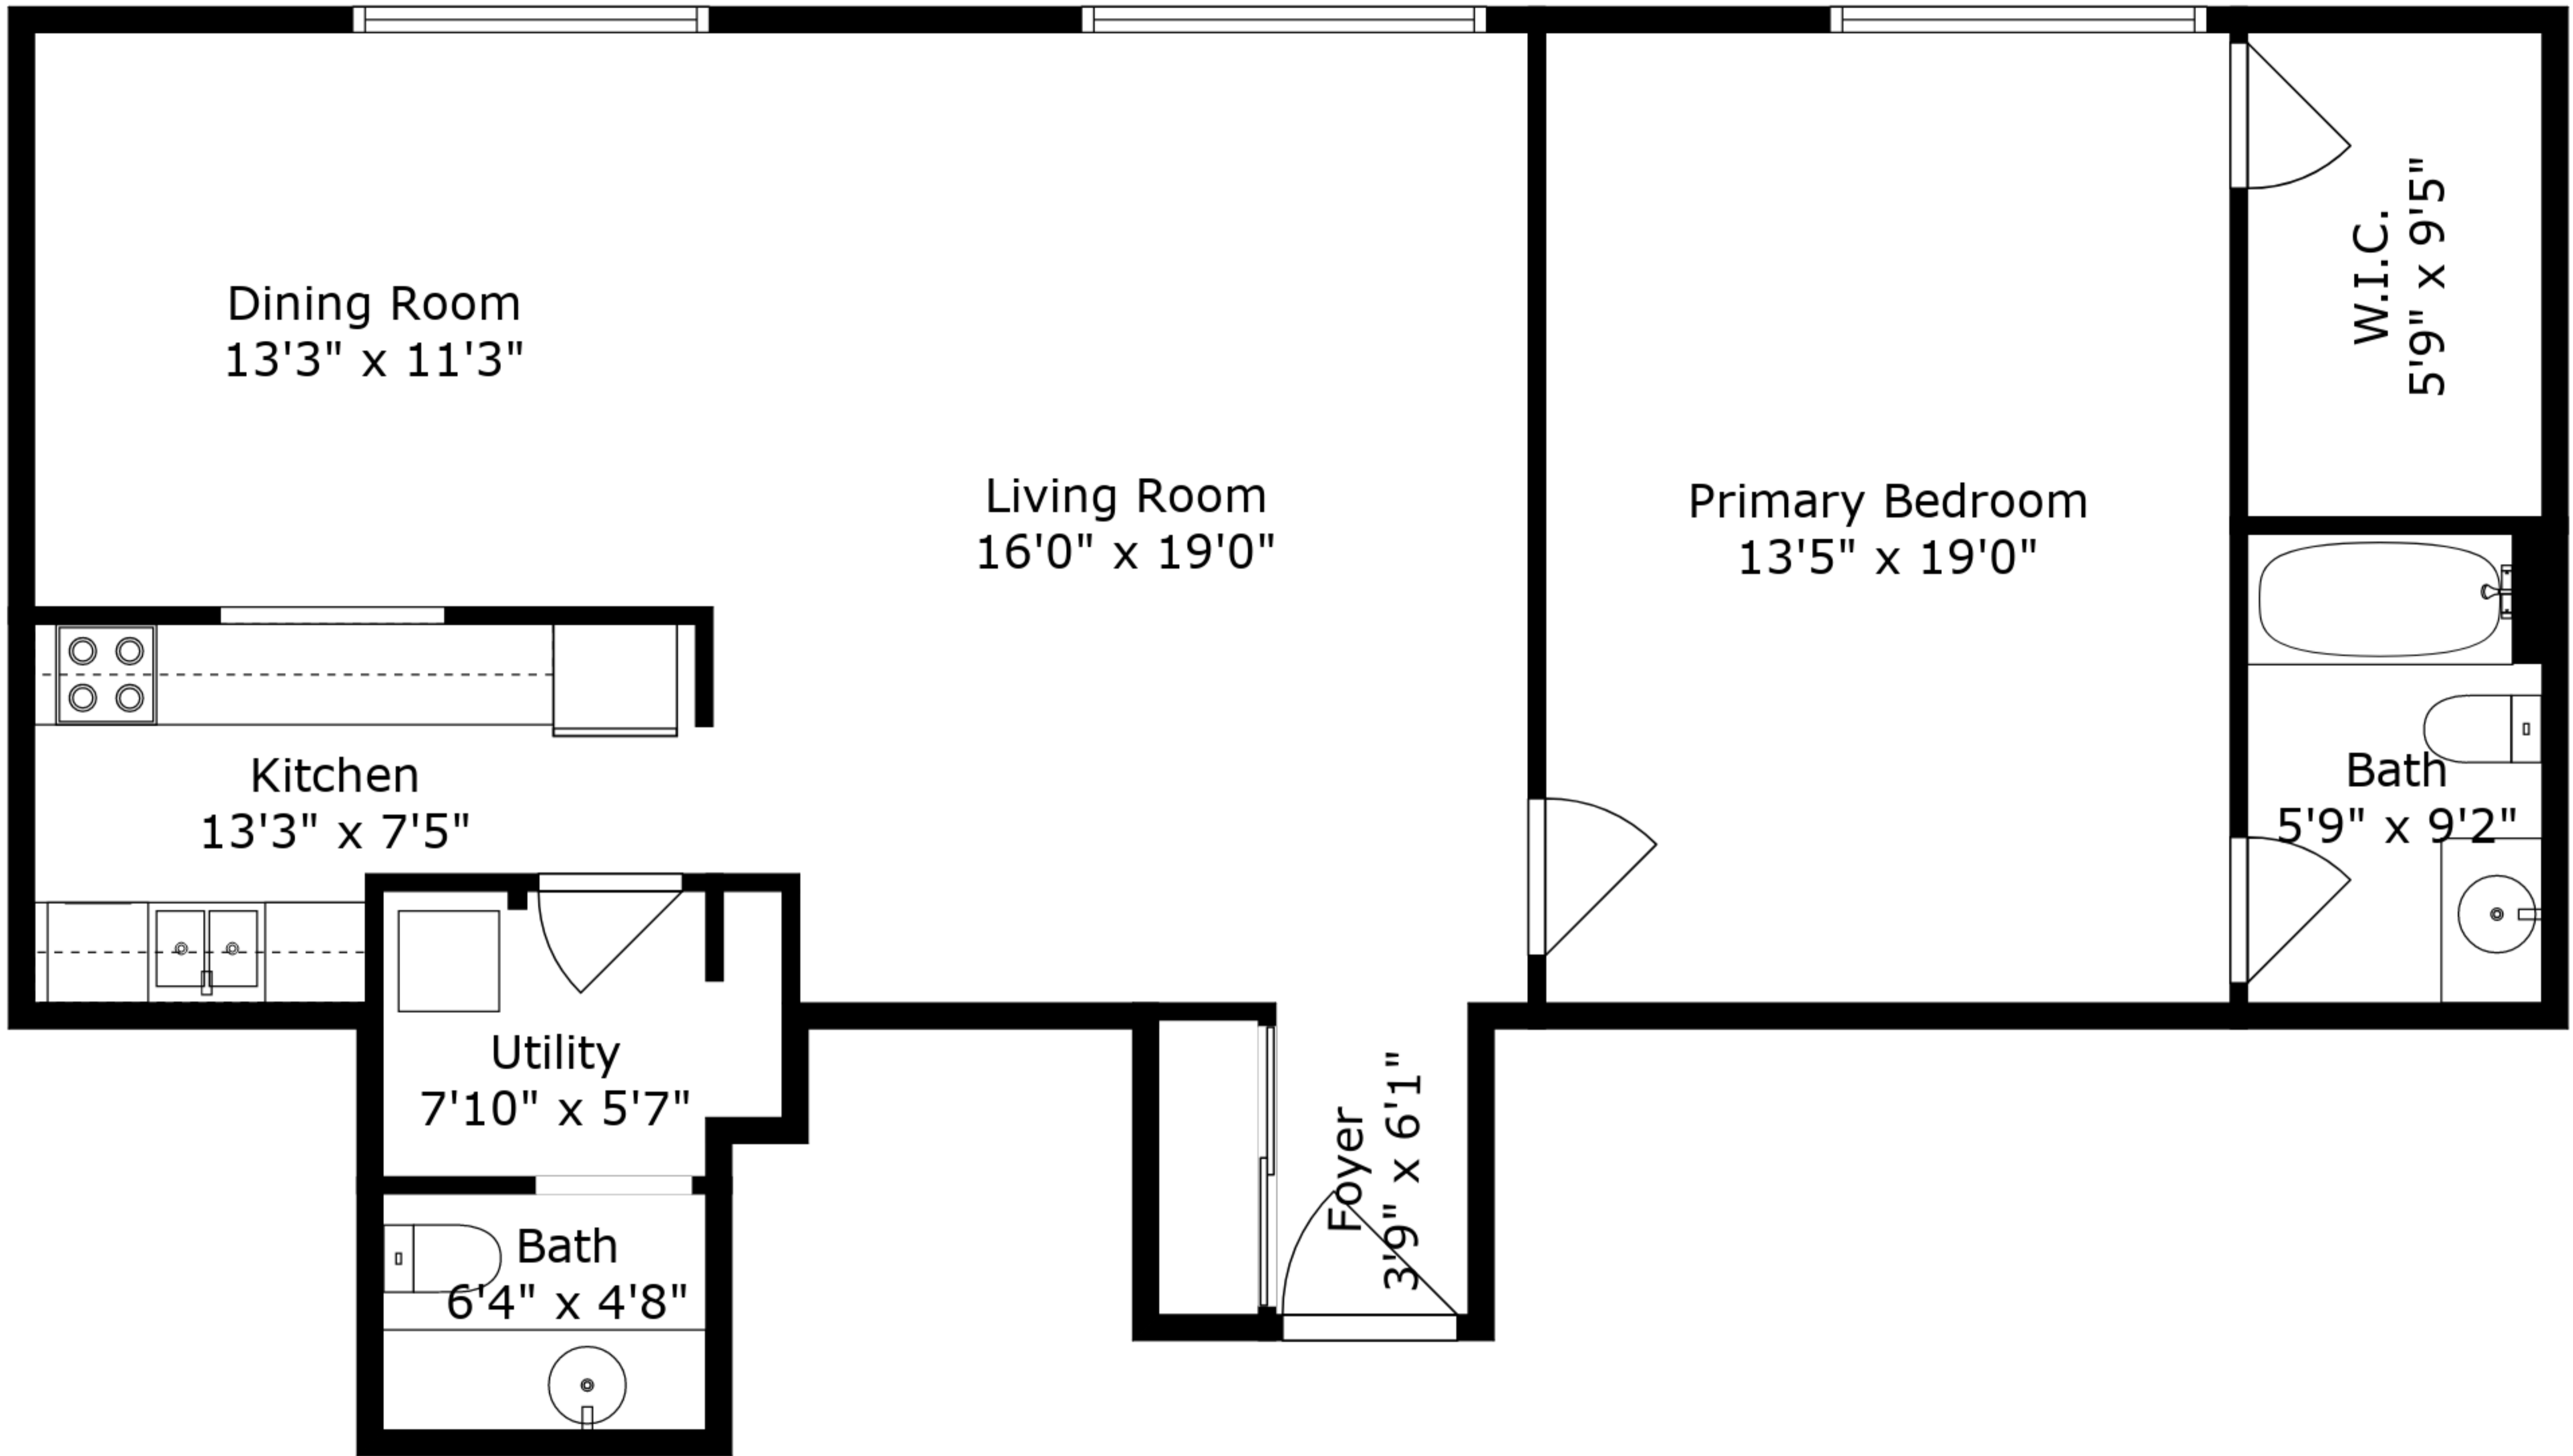 Dining Room
13'3" x 11'3"
Living Room
16'0" x 19'0"
Primary Bedroom
13'5" x 19'0"
W.I.C.
5'9" x 9'5"
Kitchen
13'3" x 7'5"
Bath
5'9" x 9'2"
Utility
7'10" x 5'7"
Foyer
3'9" x 6'1"
Bath
6'4" x 4'8"